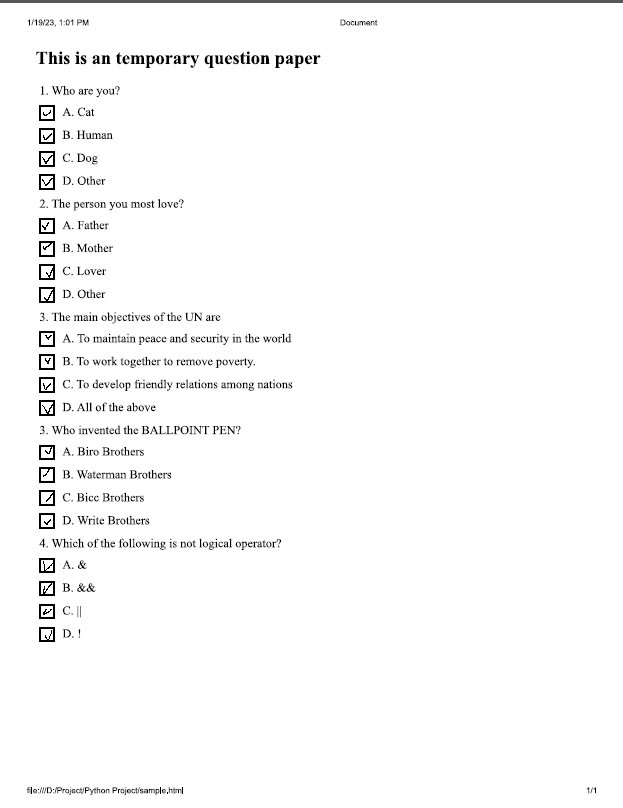 1/19/23, 1:01 PM Document
This is an temporary question paper
1. Who are you?
A. Cat
B. Human
C. Dog
D. Other
2. The person you most love?
A. Father
B. Mother
C. Lover
D. Other
3. The main objectives of the UN are
A. To maintain peace and security in the world
B. To work together to remove poverty.
C. To develop friendly relations among nations
D. All of the above
3. Who invented the BALLPOINT PEN?
A. Biro Brothers
B. Waterman Brothers
C. Bicc Brothers
D. Write Brothers
4. Which of the following is not logical operator?
A. &
B. &&
C. ||
D. !
file:///D:/Project/Python Project/sample.html 1/1